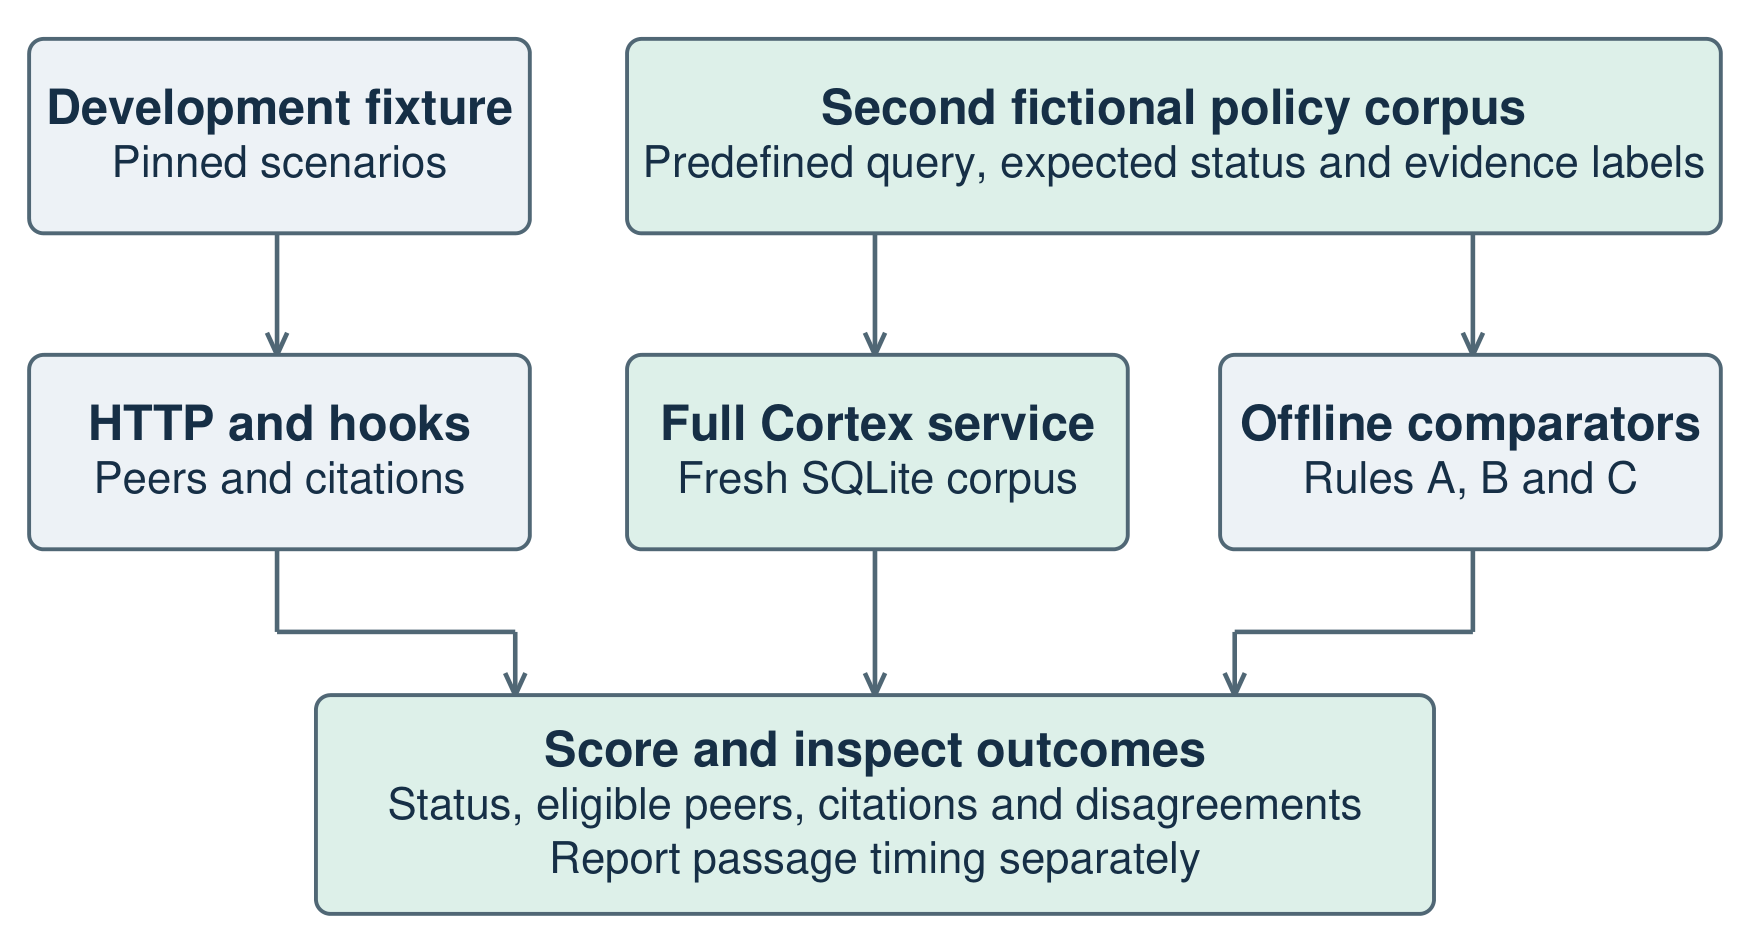 Development fixture
Pinned scenarios
Second fictional policy corpus
Predefined query, expected status and evidence labels
HTTP and hooks
Peers and citations
Full Cortex service
Fresh SQLite corpus
Offline comparators
Rules A, B and C
Score and inspect outcomes
Status, eligible peers, citations and disagreements
Report passage timing separately